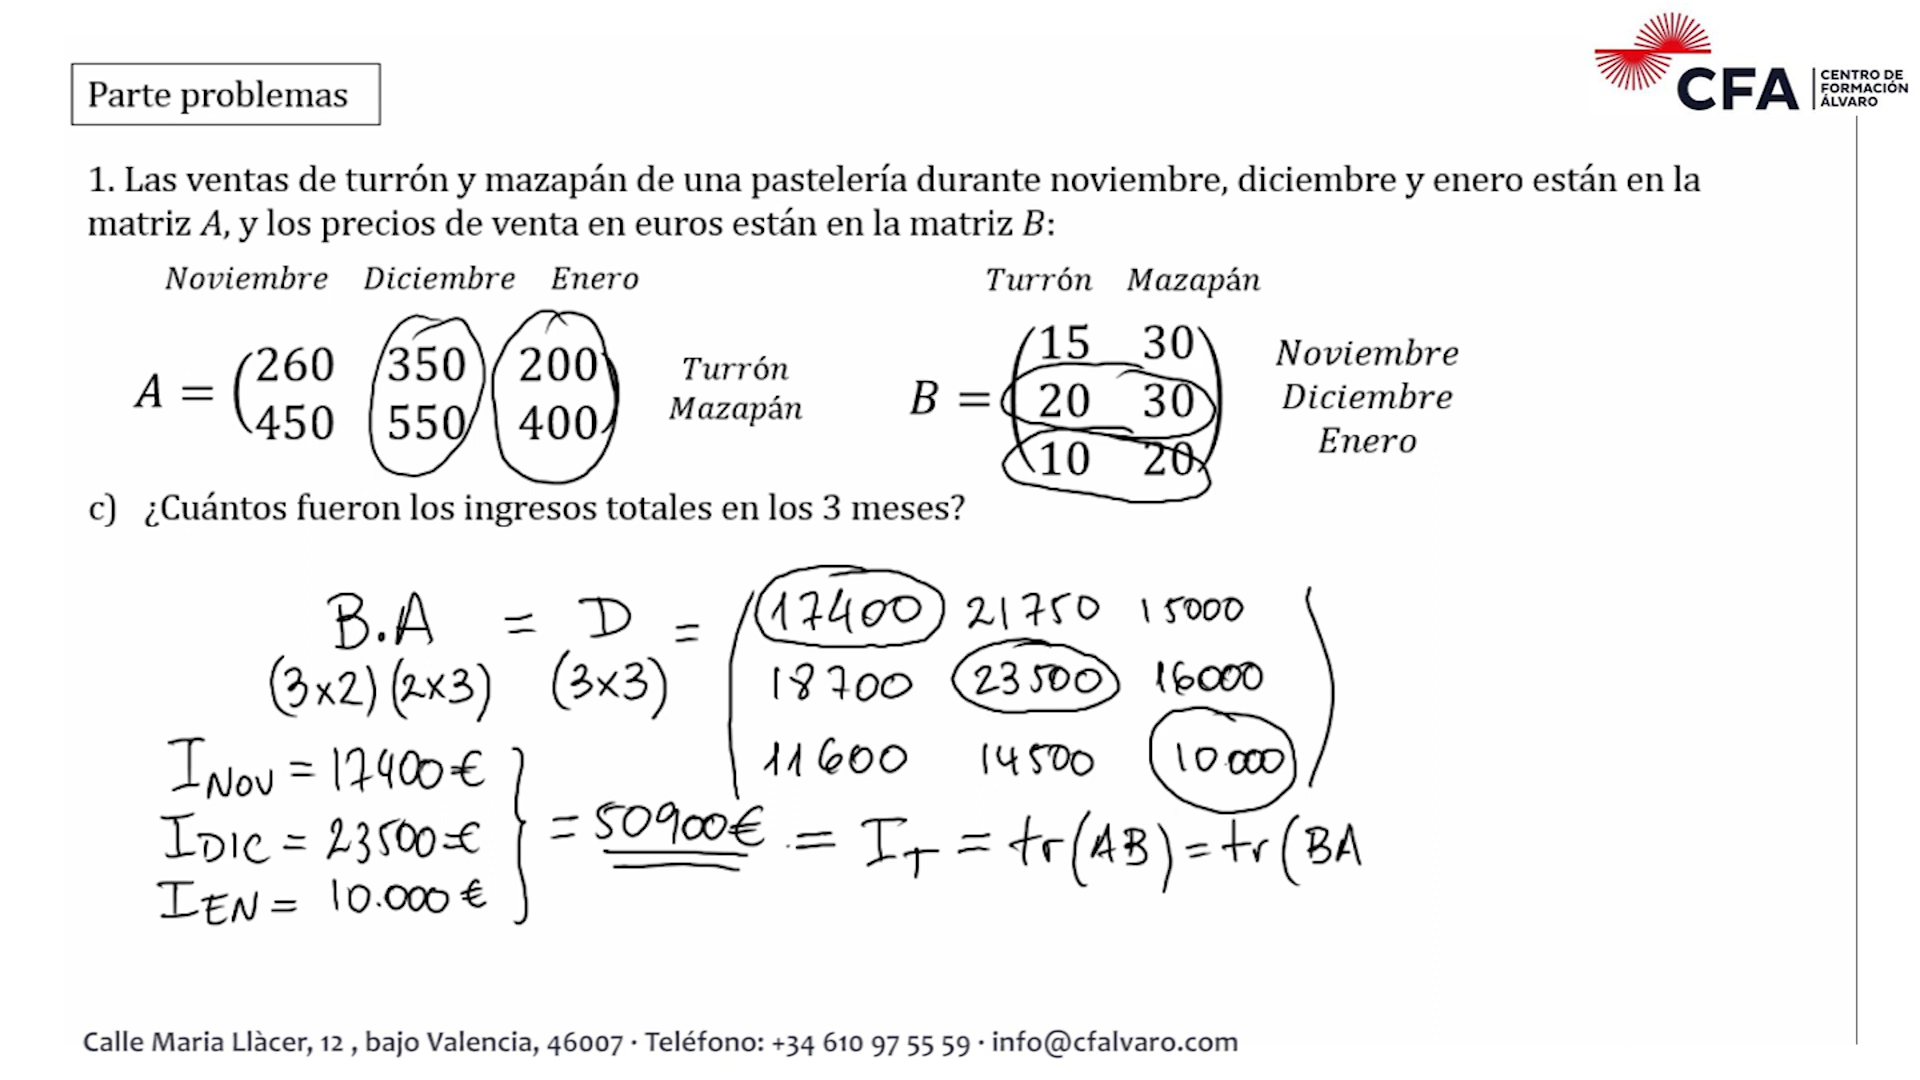 CFA
CENTRO DE
FORMACIÓN
ÁLVARO
Parte problemas
1. Las ventas de turrón y mazapán de una pastelería durante noviembre, diciembre y enero están en la
matriz A, y los precios de venta en euros están en la matriz B:
Noviembre Diciembre Enero
A = (260 350 200)
(450 550 400)
Turrón
Mazapán
Turrón Mazapán
B = (15 30)
(20 30)
(10 20)
Noviembre
Diciembre
Enero
c) ¿Cuántos fueron los ingresos totales en los 3 meses?
B.A = D = (17400 21750 15000)
(3x2)(2x3) (3x3) 18700 23500 16000
11600 14500 10.000
I NOV = 17400€
I DIC = 23500€
I EN = 10.000€
} = 50900€ = I T = tr(AB) = tr(BA
Calle Maria Llàcer, 12 , bajo Valencia, 46007 · Teléfono: +34 610 97 55 59 · info@cfalvaro.com